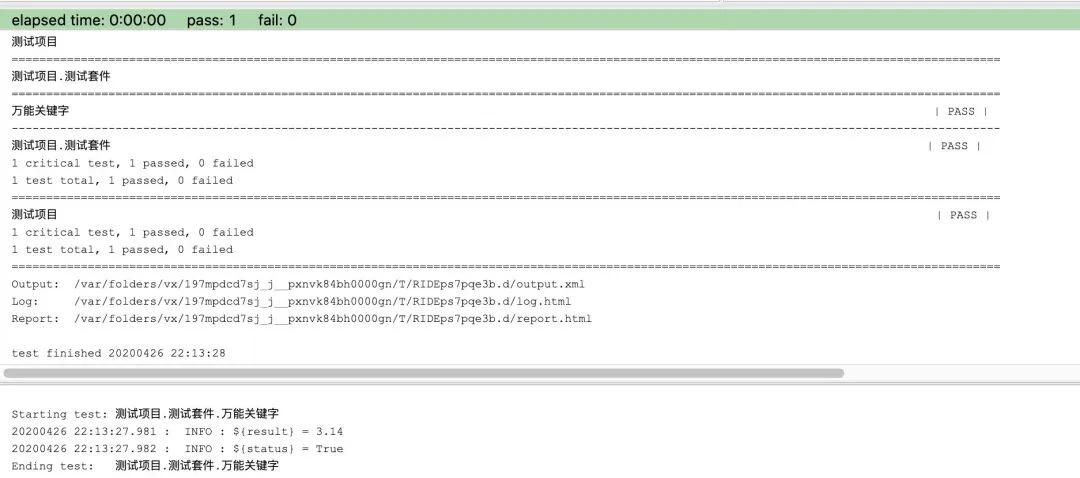 elapsed time: 0:00:00 pass: 1 fail: 0
测试项目
==============================================================================
测试项目.测试套件
==============================================================================
万能关键字 | PASS |
------------------------------------------------------------------------------
测试项目.测试套件 | PASS |
1 critical test, 1 passed, 0 failed
1 test total, 1 passed, 0 failed
==============================================================================
测试项目 | PASS |
1 critical test, 1 passed, 0 failed
1 test total, 1 passed, 0 failed
==============================================================================
Output: /var/folders/vx/197mpdcd7sj_j__pxnvk84bh0000gn/T/RIDEps7pqe3b.d/output.xml
Log: /var/folders/vx/197mpdcd7sj_j__pxnvk84bh0000gn/T/RIDEps7pqe3b.d/log.html
Report: /var/folders/vx/197mpdcd7sj_j__pxnvk84bh0000gn/T/RIDEps7pqe3b.d/report.html
test finished 20200426 22:13:28
Starting test: 测试项目.测试套件.万能关键字
20200426 22:13:27.981 : INFO : ${result} = 3.14
20200426 22:13:27.982 : INFO : ${status} = True
Ending test: 测试项目.测试套件.万能关键字